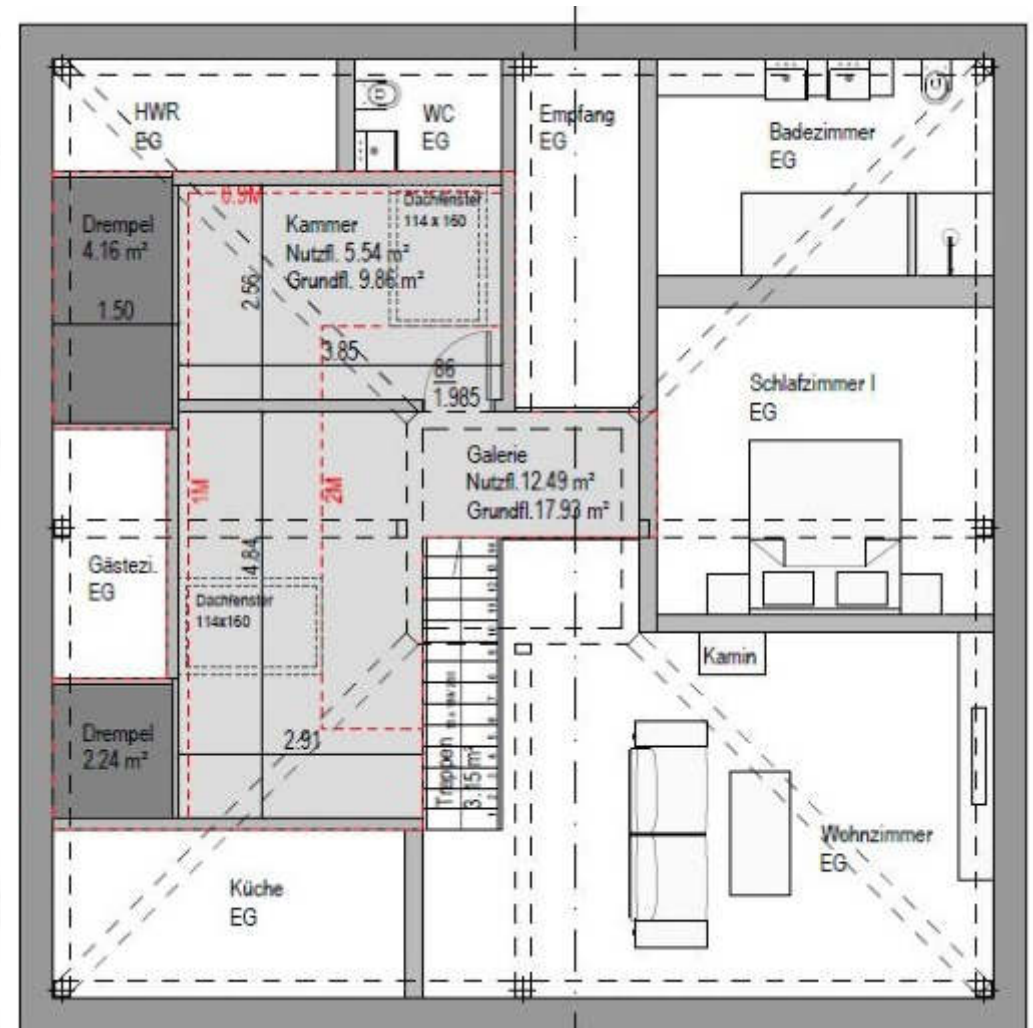 HWR
EG
WC
EG
Empfang
EG
Badezimmer
EG
Drempel
4.16 m²
1.50
0.9M
Kammer
Nutzfl. 5.54 m²
Grundfl. 9.86 m²
Dachfenster
114 x 160
2.56
3.85
86
1.985
Schlafzimmer I
EG
Galerie
Nutzfl.12.49 m²
Grundfl.17.93 m²
1M
2M
4.84
Gästezi.
EG
Dachfenster
114x160
Kamin
Drempel
2.24 m²
2.91
Treppen
3.15 m²
Wohnzimmer
EG
Küche
EG